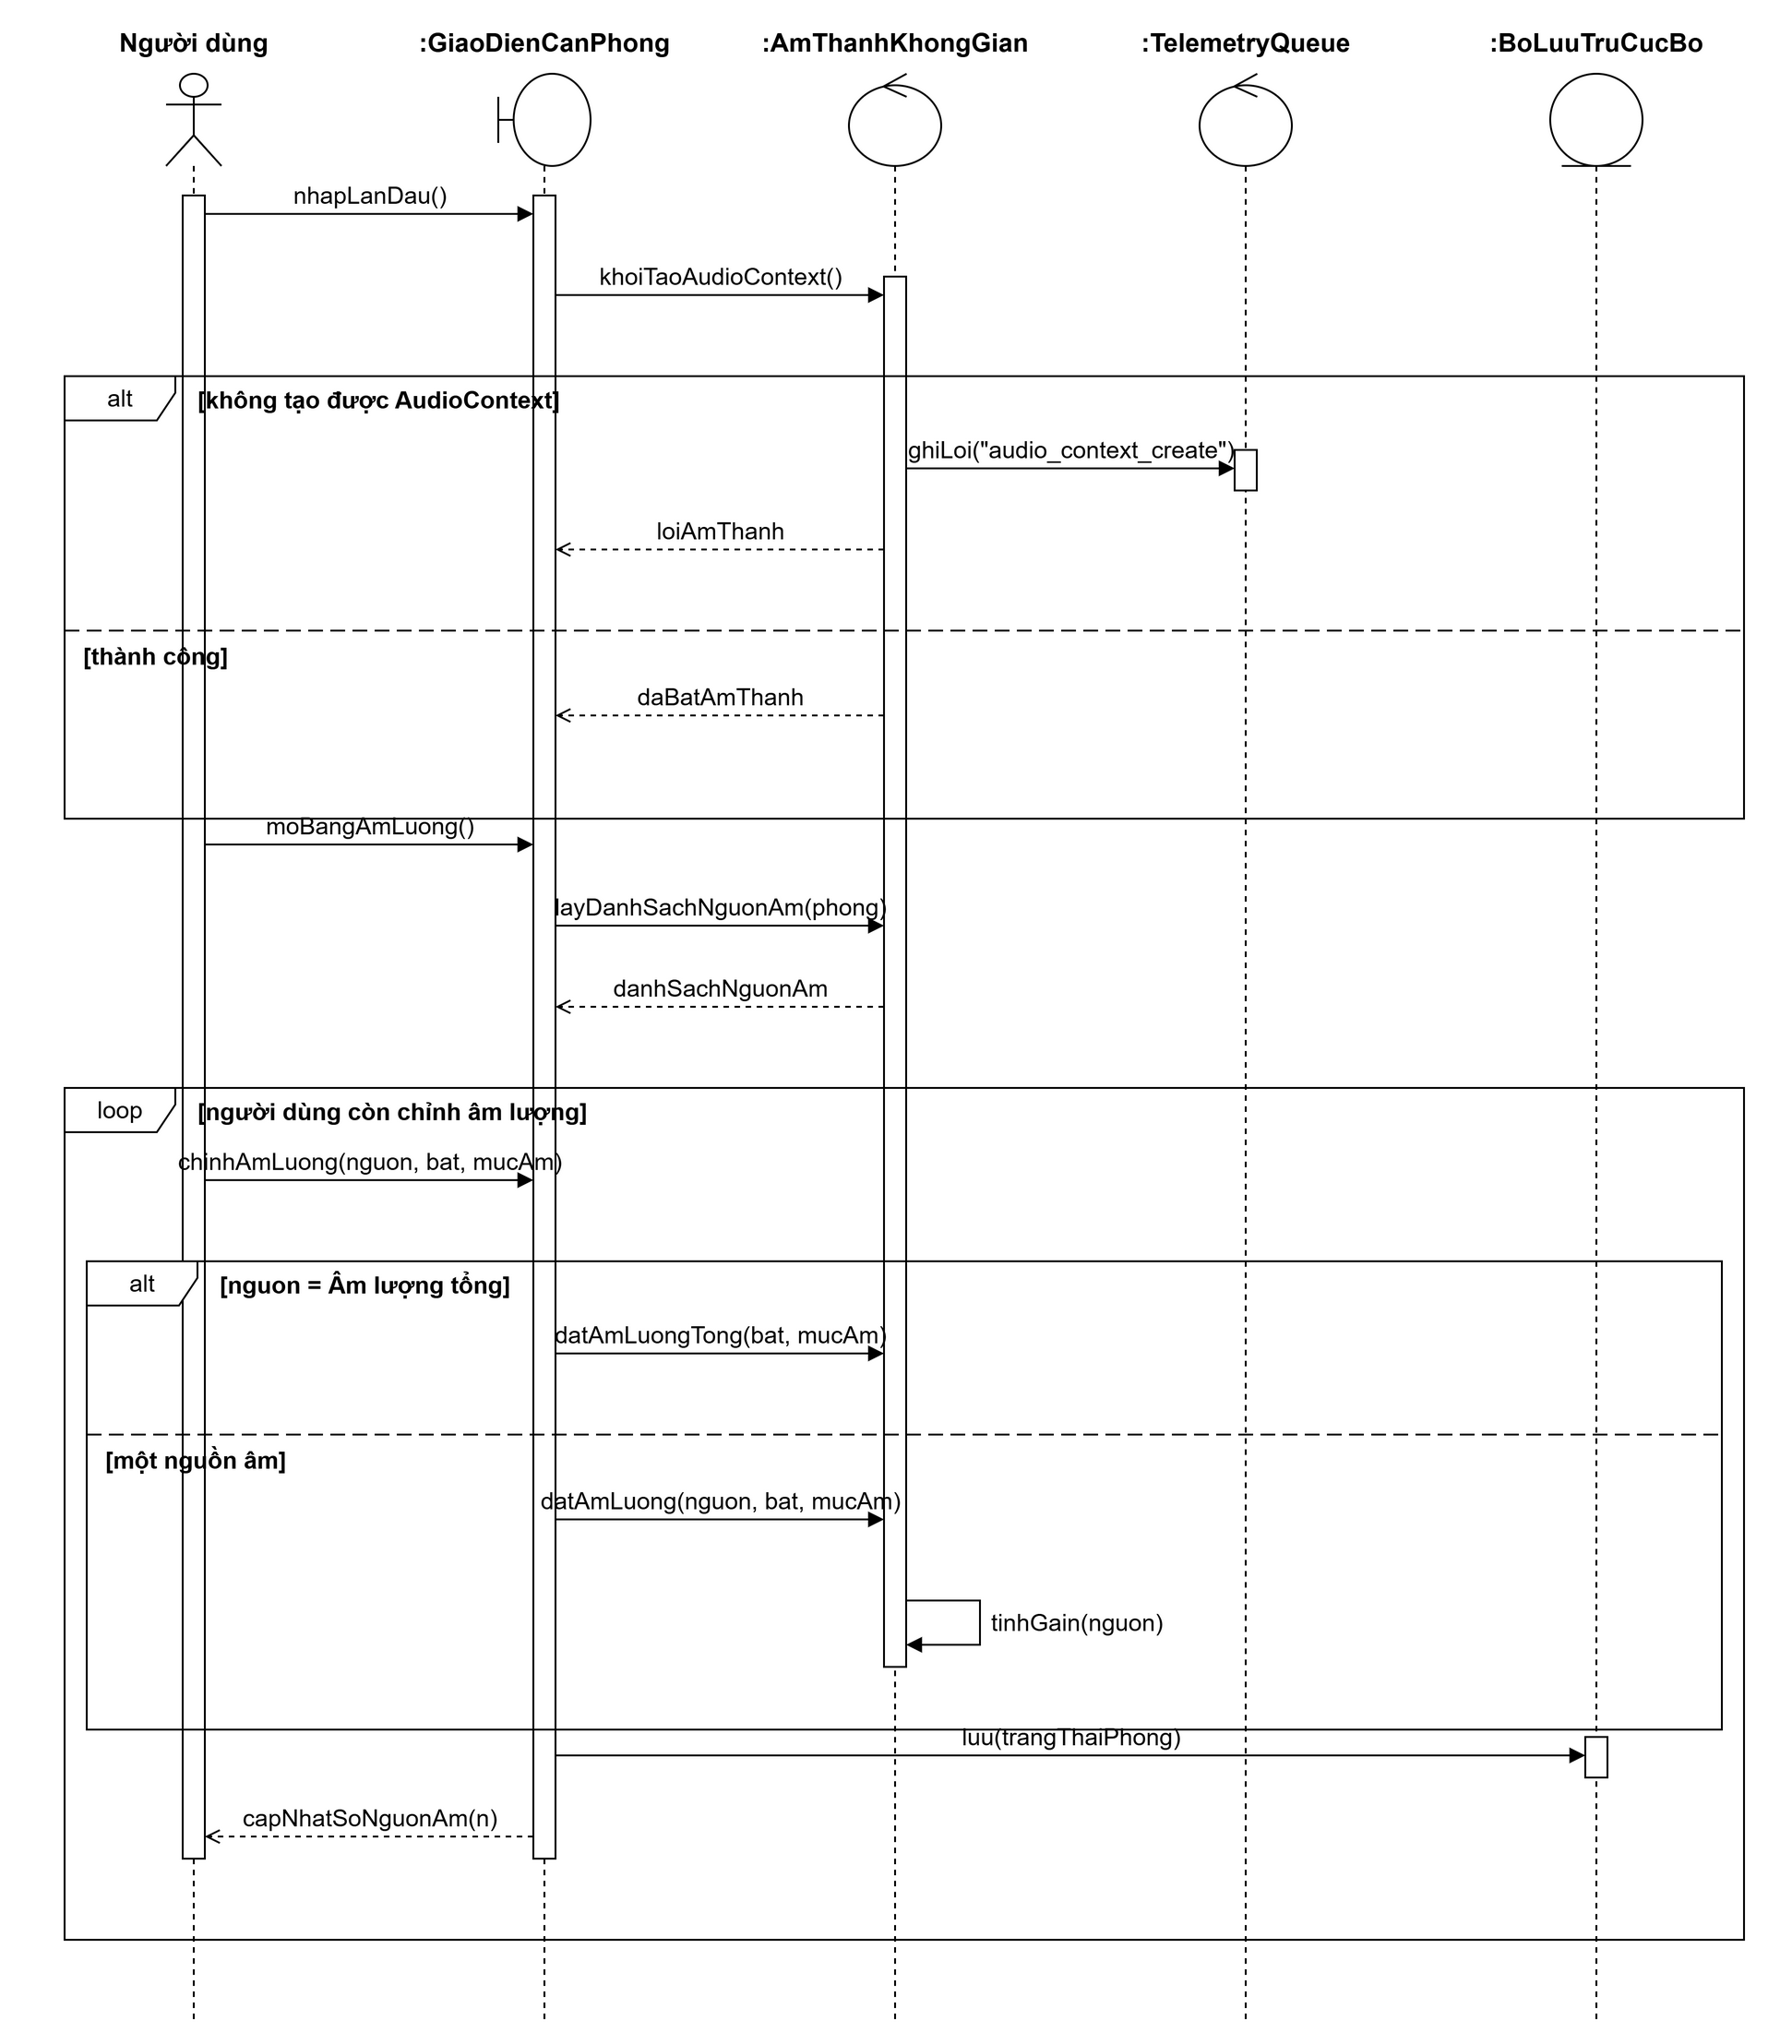 Người dùng
:GiaoDienCanPhong
:AmThanhKhongGian
:TelemetryQueue
:BoLuuTruCucBo
nhapLanDau()
khoiTaoAudioContext()
alt
[không tạo được AudioContext]
ghiLoi("audio_context_create")
loiAmThanh
[thành công]
daBatAmThanh
moBangAmLuong()
layDanhSachNguonAm(phong)
danhSachNguonAm
loop
[người dùng còn chỉnh âm lượng]
chinhAmLuong(nguon, bat, mucAm)
alt
[nguon = Âm lượng tổng]
datAmLuongTong(bat, mucAm)
[một nguồn âm]
datAmLuong(nguon, bat, mucAm)
tinhGain(nguon)
luu(trangThaiPhong)
capNhatSoNguonAm(n)